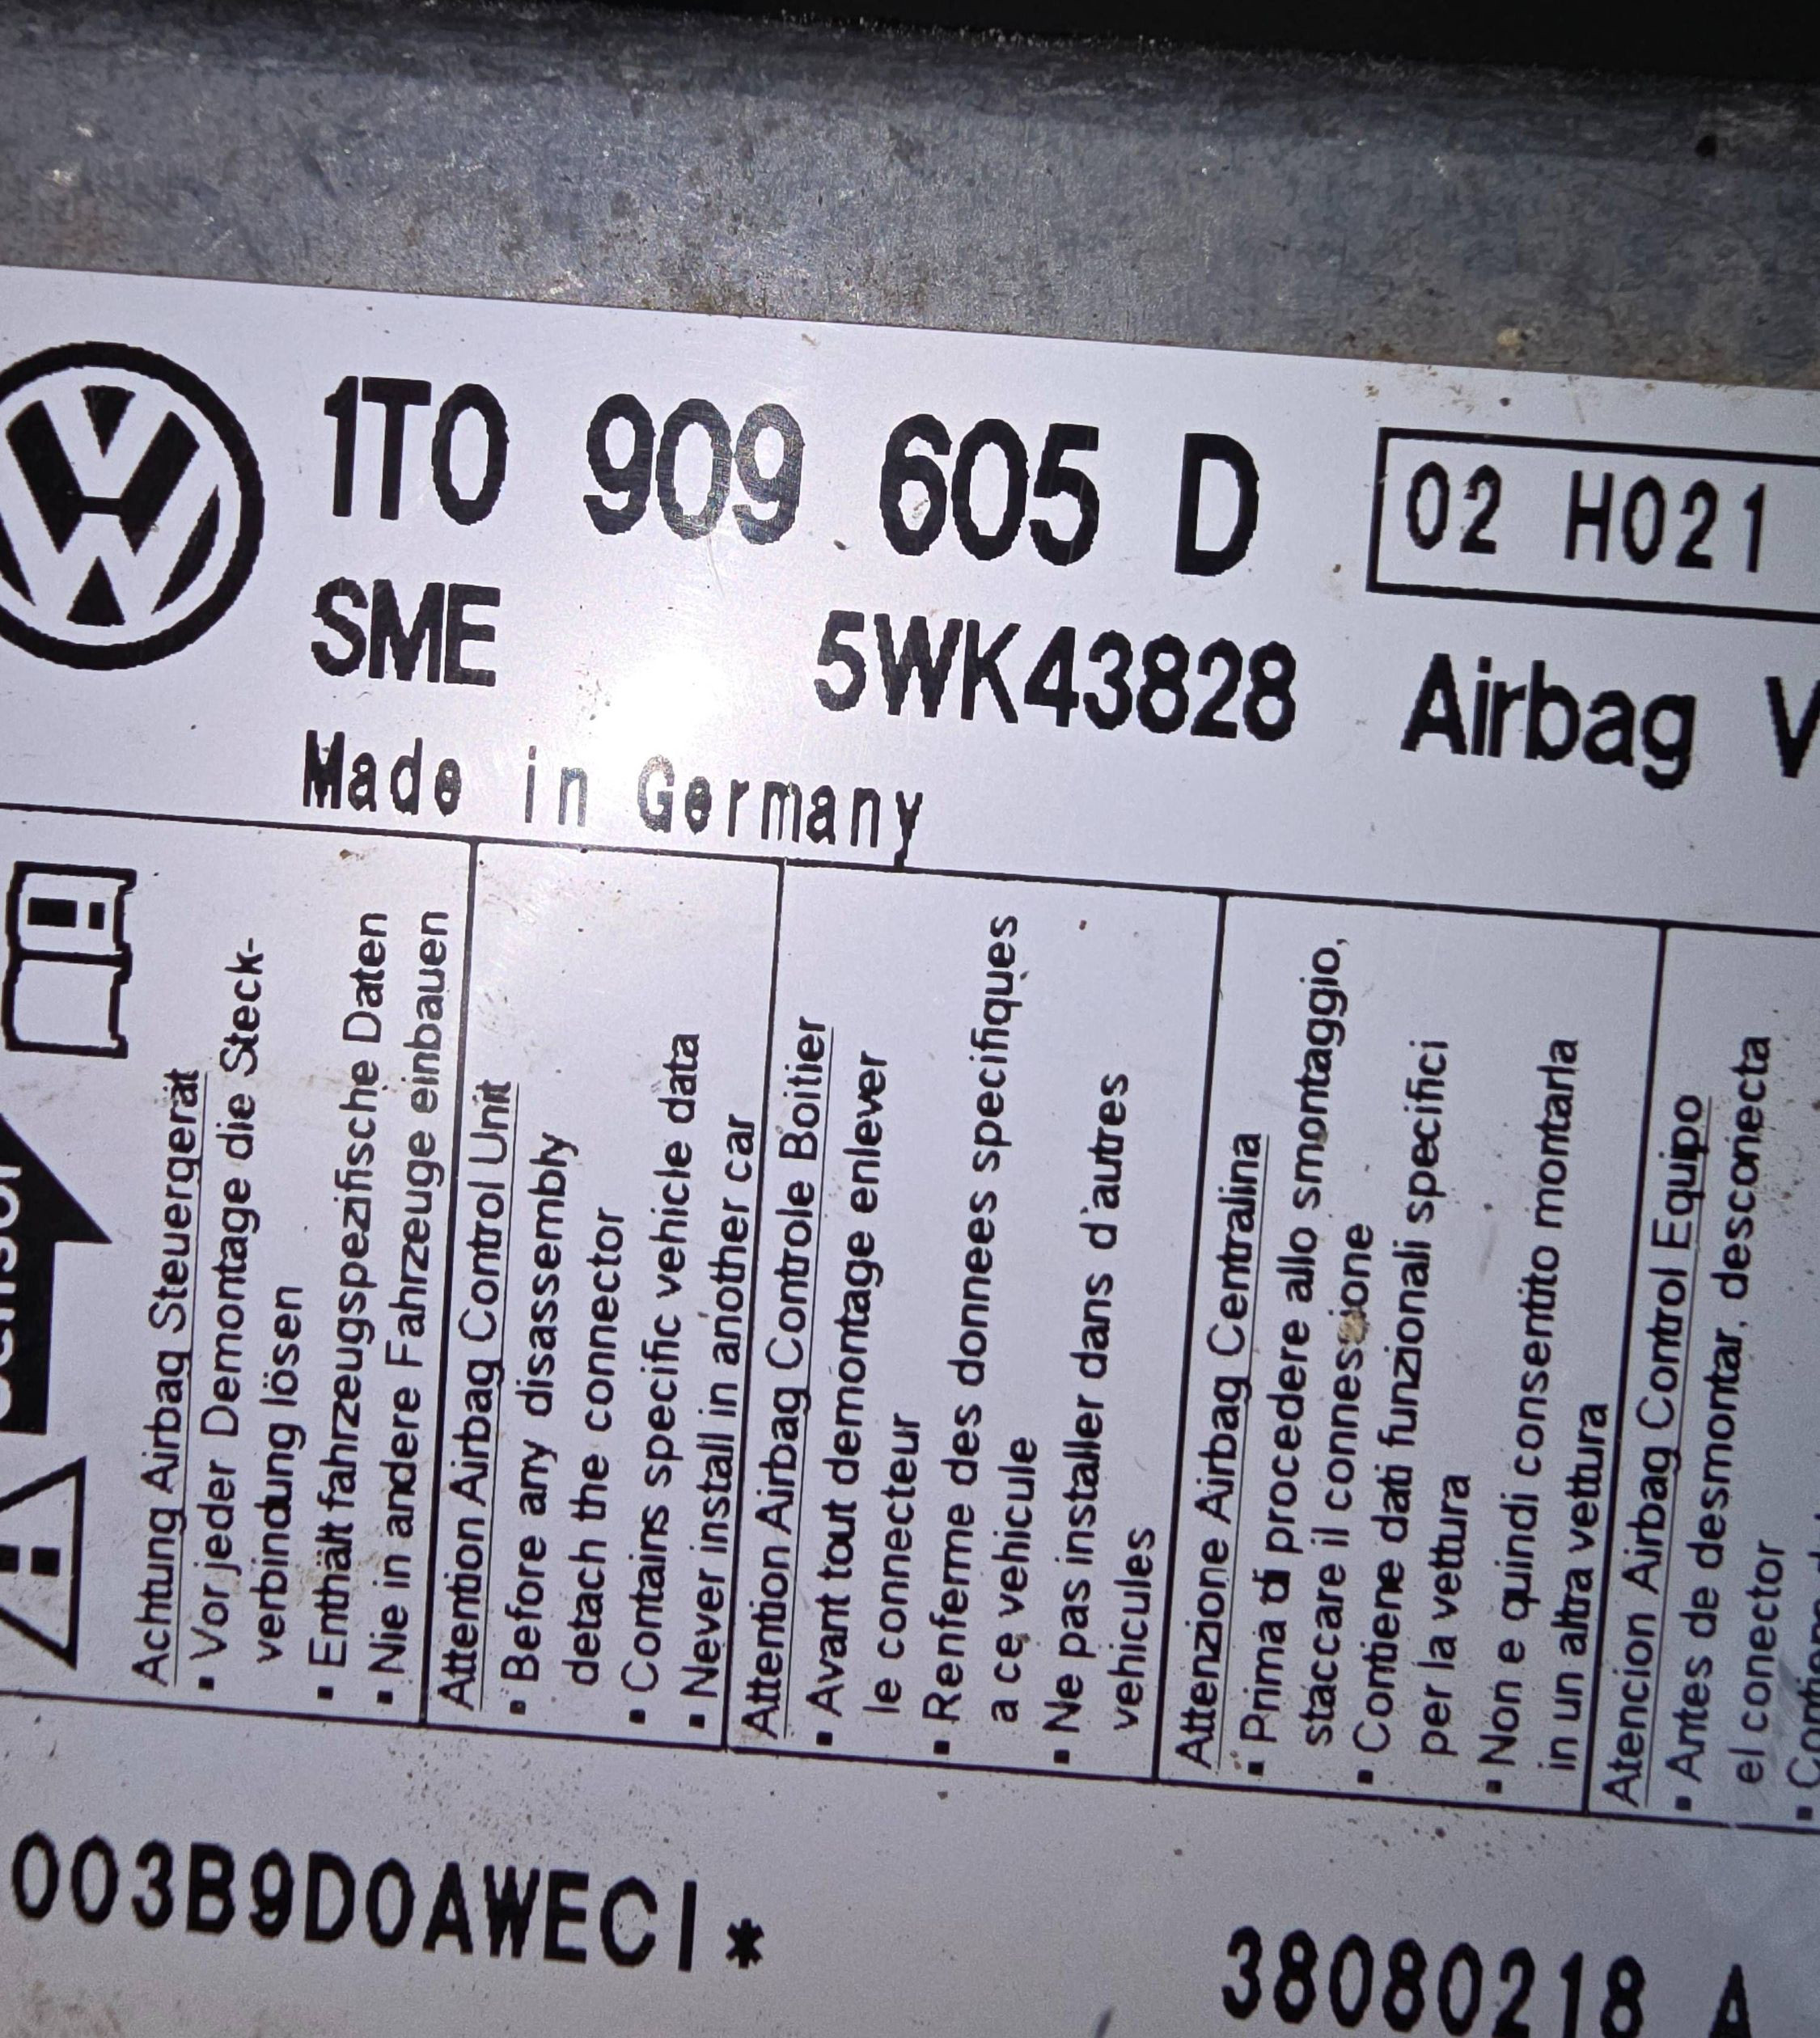 1T0 909 605 D
02 H021
SME 5WK43828 Airbag
Made in Germany
Achtung Airbag Steuergerät
▪ Vor jeder Demontage die Steck-
verbindung lösen
▪ Enthält fahrzeugspezifische Daten
▪ Nie in andere Fahrzeuge einbauen
Attention Airbag Control Unit
▪ Before any disassembly
detach the connector
▪ Contains specific vehicle data
▪ Never install in another car
Attention Airbag Controle Boitier
▪ Avant tout demontage enlever
le connecteur
▪ Renferme des donnees specifiques
a ce vehicule
▪ Ne pas installer dans d'autres
vehicules
Attenzione Airbag Centralina
▪ Prima di procedere allo smontaggio,
staccare il connessione
▪ Contiene dati funzionali specifici
per la vettura
▪ Non e quindi consentito montarla
in un altra vettura
Atencion Airbag Control Equipo
▪ Antes de desmontar, desconecta
el conector
003B9D0AWECI*
38080218 A